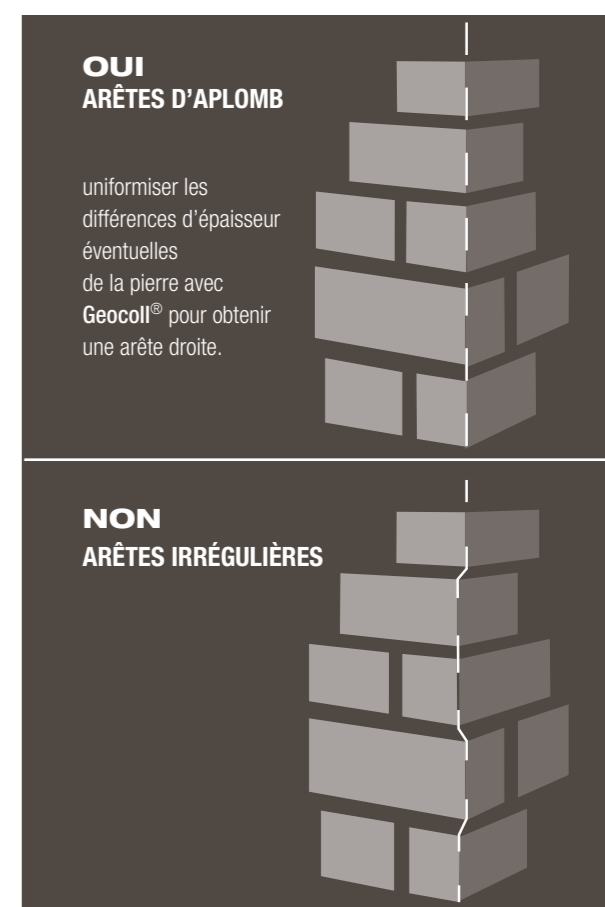 OUI
ARÊTES D’APLOMB
uniformiser les
différences d’épaisseur
éventuelles
de la pierre avec
Geocoll® pour obtenir
une arête droite.
NON
ARÊTES IRRÉGULIÈRES